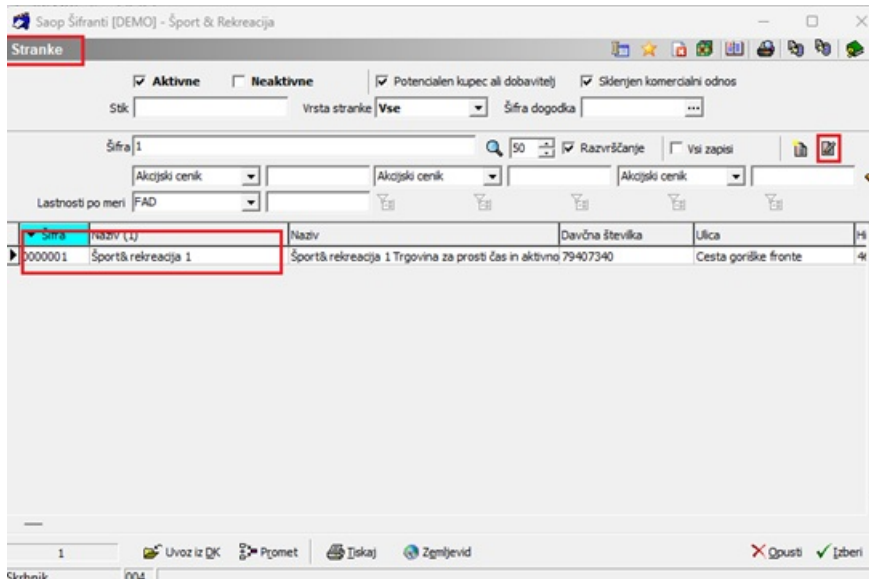 Saop Šifranti [DEMO] - Šport & Rekreacija
Stranke
Aktivne Neaktivne Potencialen kupec ali dobavitelj Sklenjen komercialni odnos
Stik Vrsta stranke Vse Šifra dogodka ...
Šifra 1 50 Razvrščanje Vsi zapisi
Akcijski cenik Akcijski cenik Akcijski cenik
Lastnosti po meri FAD
Šifra Naziv (1) Naziv Davčna številka Ulica
0000001 Šport& rekreacija 1 Šport& rekreacija 1 Trgovina za prosti čas in aktivno 79407340 Cesta goriške fronte
1 Uvoz iz DK Promet Tiskaj Zemljevid Opusti Izberi
Skrbnik 004